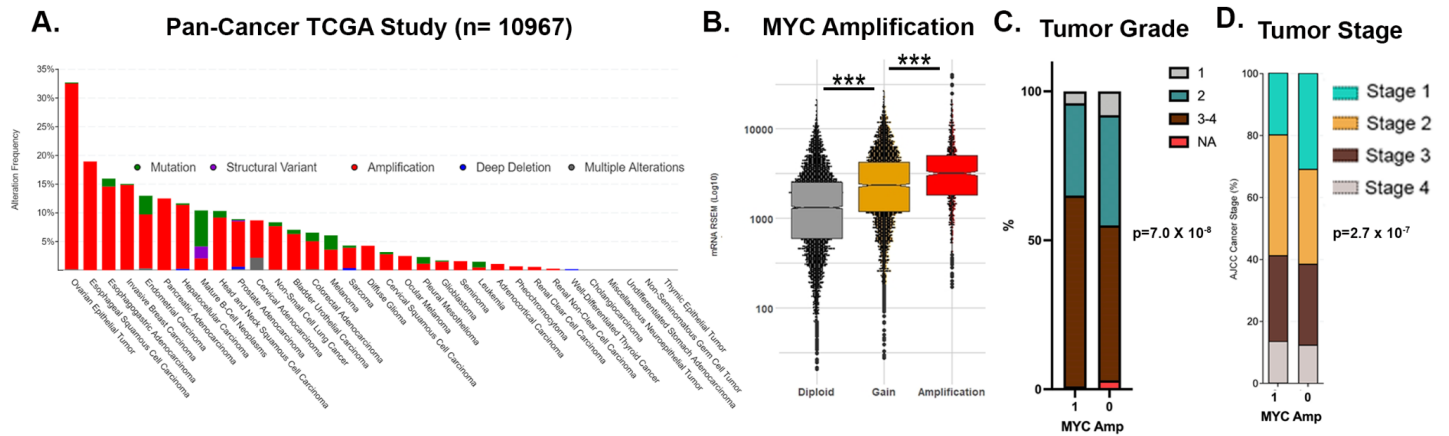 A. Pan-Cancer TCGA Study (n= 10967)
Alteration Frequency
35%
30%
25%
20%
15%
10%
5%
Mutation
Structural Variant
Amplification
Deep Deletion
Multiple Alterations
Ovarian Epithelial Tumor
Esophageal Squamous Cell Carcinoma
Esophagogastric Adenocarcinoma
Invasive Breast Carcinoma
Endometrial Carcinoma
Pancreatic Adenocarcinoma
Hepatocellular Carcinoma
Mature B-Cell Neoplasms
Head and Neck Squamous Cell Carcinoma
Prostate Adenocarcinoma
Cervical Adenocarcinoma
Non-Small Cell Lung Cancer
Bladder Urothelial Carcinoma
Colorectal Adenocarcinoma
Melanoma
Sarcoma
Diffuse Glioma
Cervical Squamous Cell Carcinoma
Ocular Melanoma
Pleural Mesothelioma
Glioblastoma
Seminoma
Leukemia
Adrenocortical Carcinoma
Pheochromocytoma
Renal Clear Cell Carcinoma
Renal Non-Clear Cell Carcinoma
Well-Differentiated Thyroid Cancer
Cholangiocarcinoma
Miscellaneous Neuroepithelial Tumor
Undifferentiated Stomach Adenocarcinoma
Non-Seminomatous Germ Cell Tumor
Thymic Epithelial Tumor
B. MYC Amplification
*** ***
mRNA RSEM (Log10)
10000
1000
100
Diploid Gain Amplification
C. Tumor Grade
1
2
3-4
NA
%
100
50
0
p=7.0 X 10-8
1 0
MYC Amp
D. Tumor Stage
AJCC Cancer Stage (%)
100
80
60
40
20
0
Stage 1
Stage 2
Stage 3
Stage 4
p=2.7 x 10-7
1 0
MYC Amp